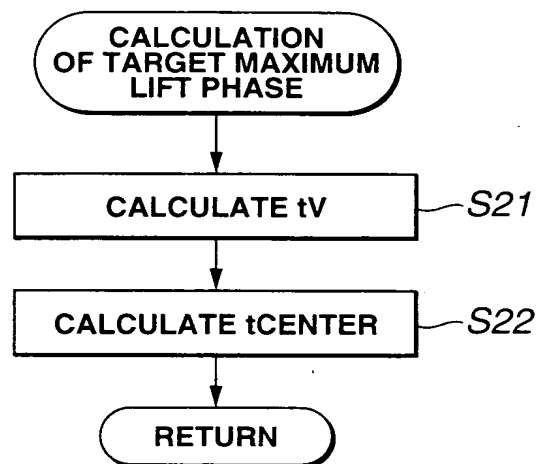 CALCULATION
OF TARGET MAXIMUM
LIFT PHASE
CALCULATE tV
S21
CALCULATE tCENTER
S22
RETURN